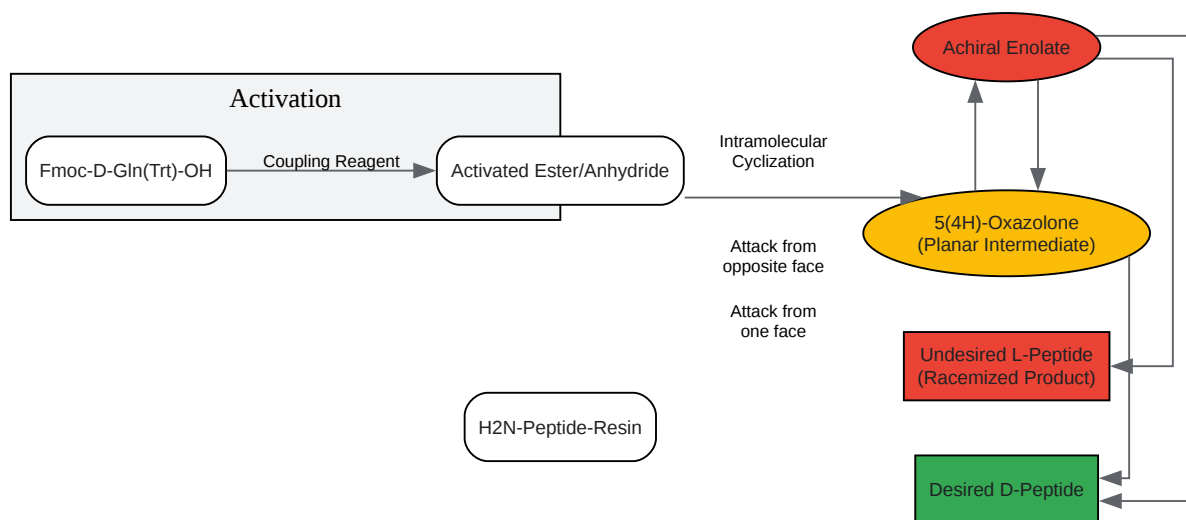 Achiral Enolate
Activation
Fmoc-D-Gln(Trt)-OH
Coupling Reagent
Activated Ester/Anhydride
Intramolecular
Cyclization
5(4H)-Oxazolone
(Planar Intermediate)
Attack from
opposite face
Attack from
one face
Undesired L-Peptide
(Racemized Product)
H2N-Peptide-Resin
Desired D-Peptide